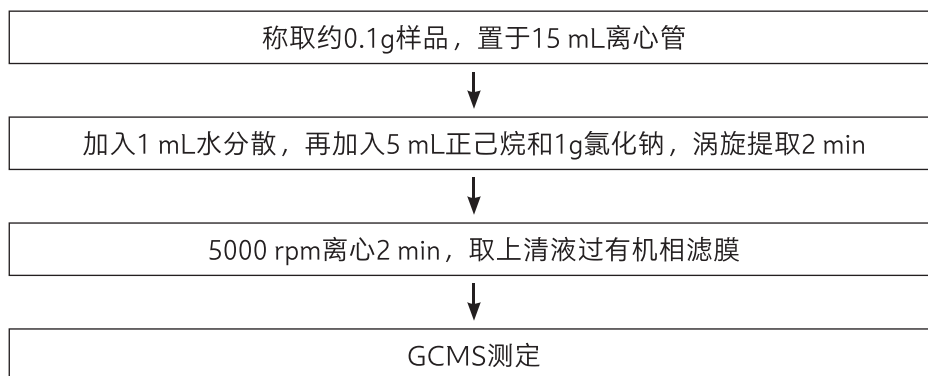 称取约0.1g样品，置于15 mL离心管
加入1 mL水分散，再加入5 mL正己烷和1g氯化钠，涡旋提取2 min
5000 rpm离心2 min，取上清液过有机相滤膜
GCMS测定